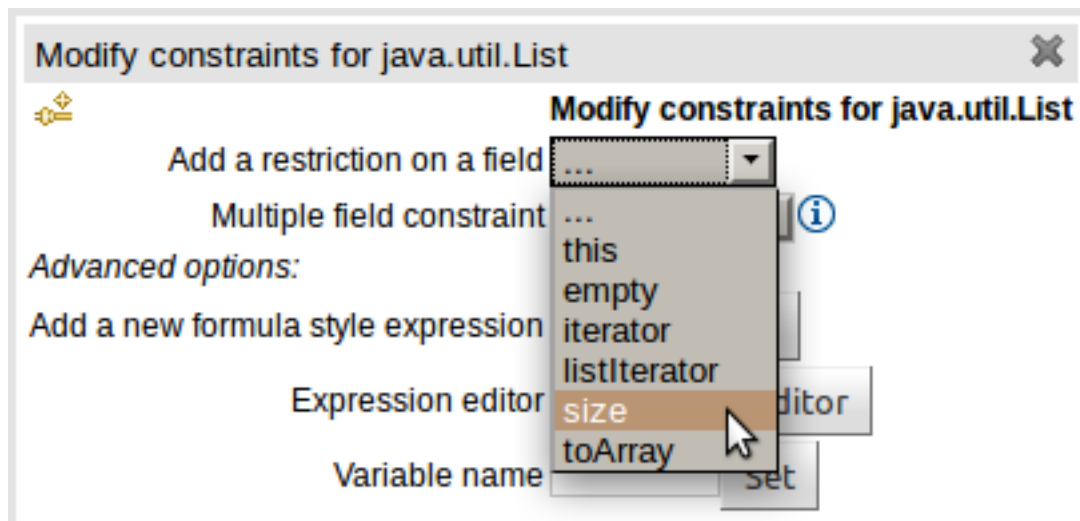 Modify constraints for java.util.List
Modify constraints for java.util.List
Add a restriction on a field ...
Multiple field constraint ...
this
Advanced options:
empty
Add a new formula style expression iterator
listIterator
Expression editor size ditor
toArray
Variable name Set